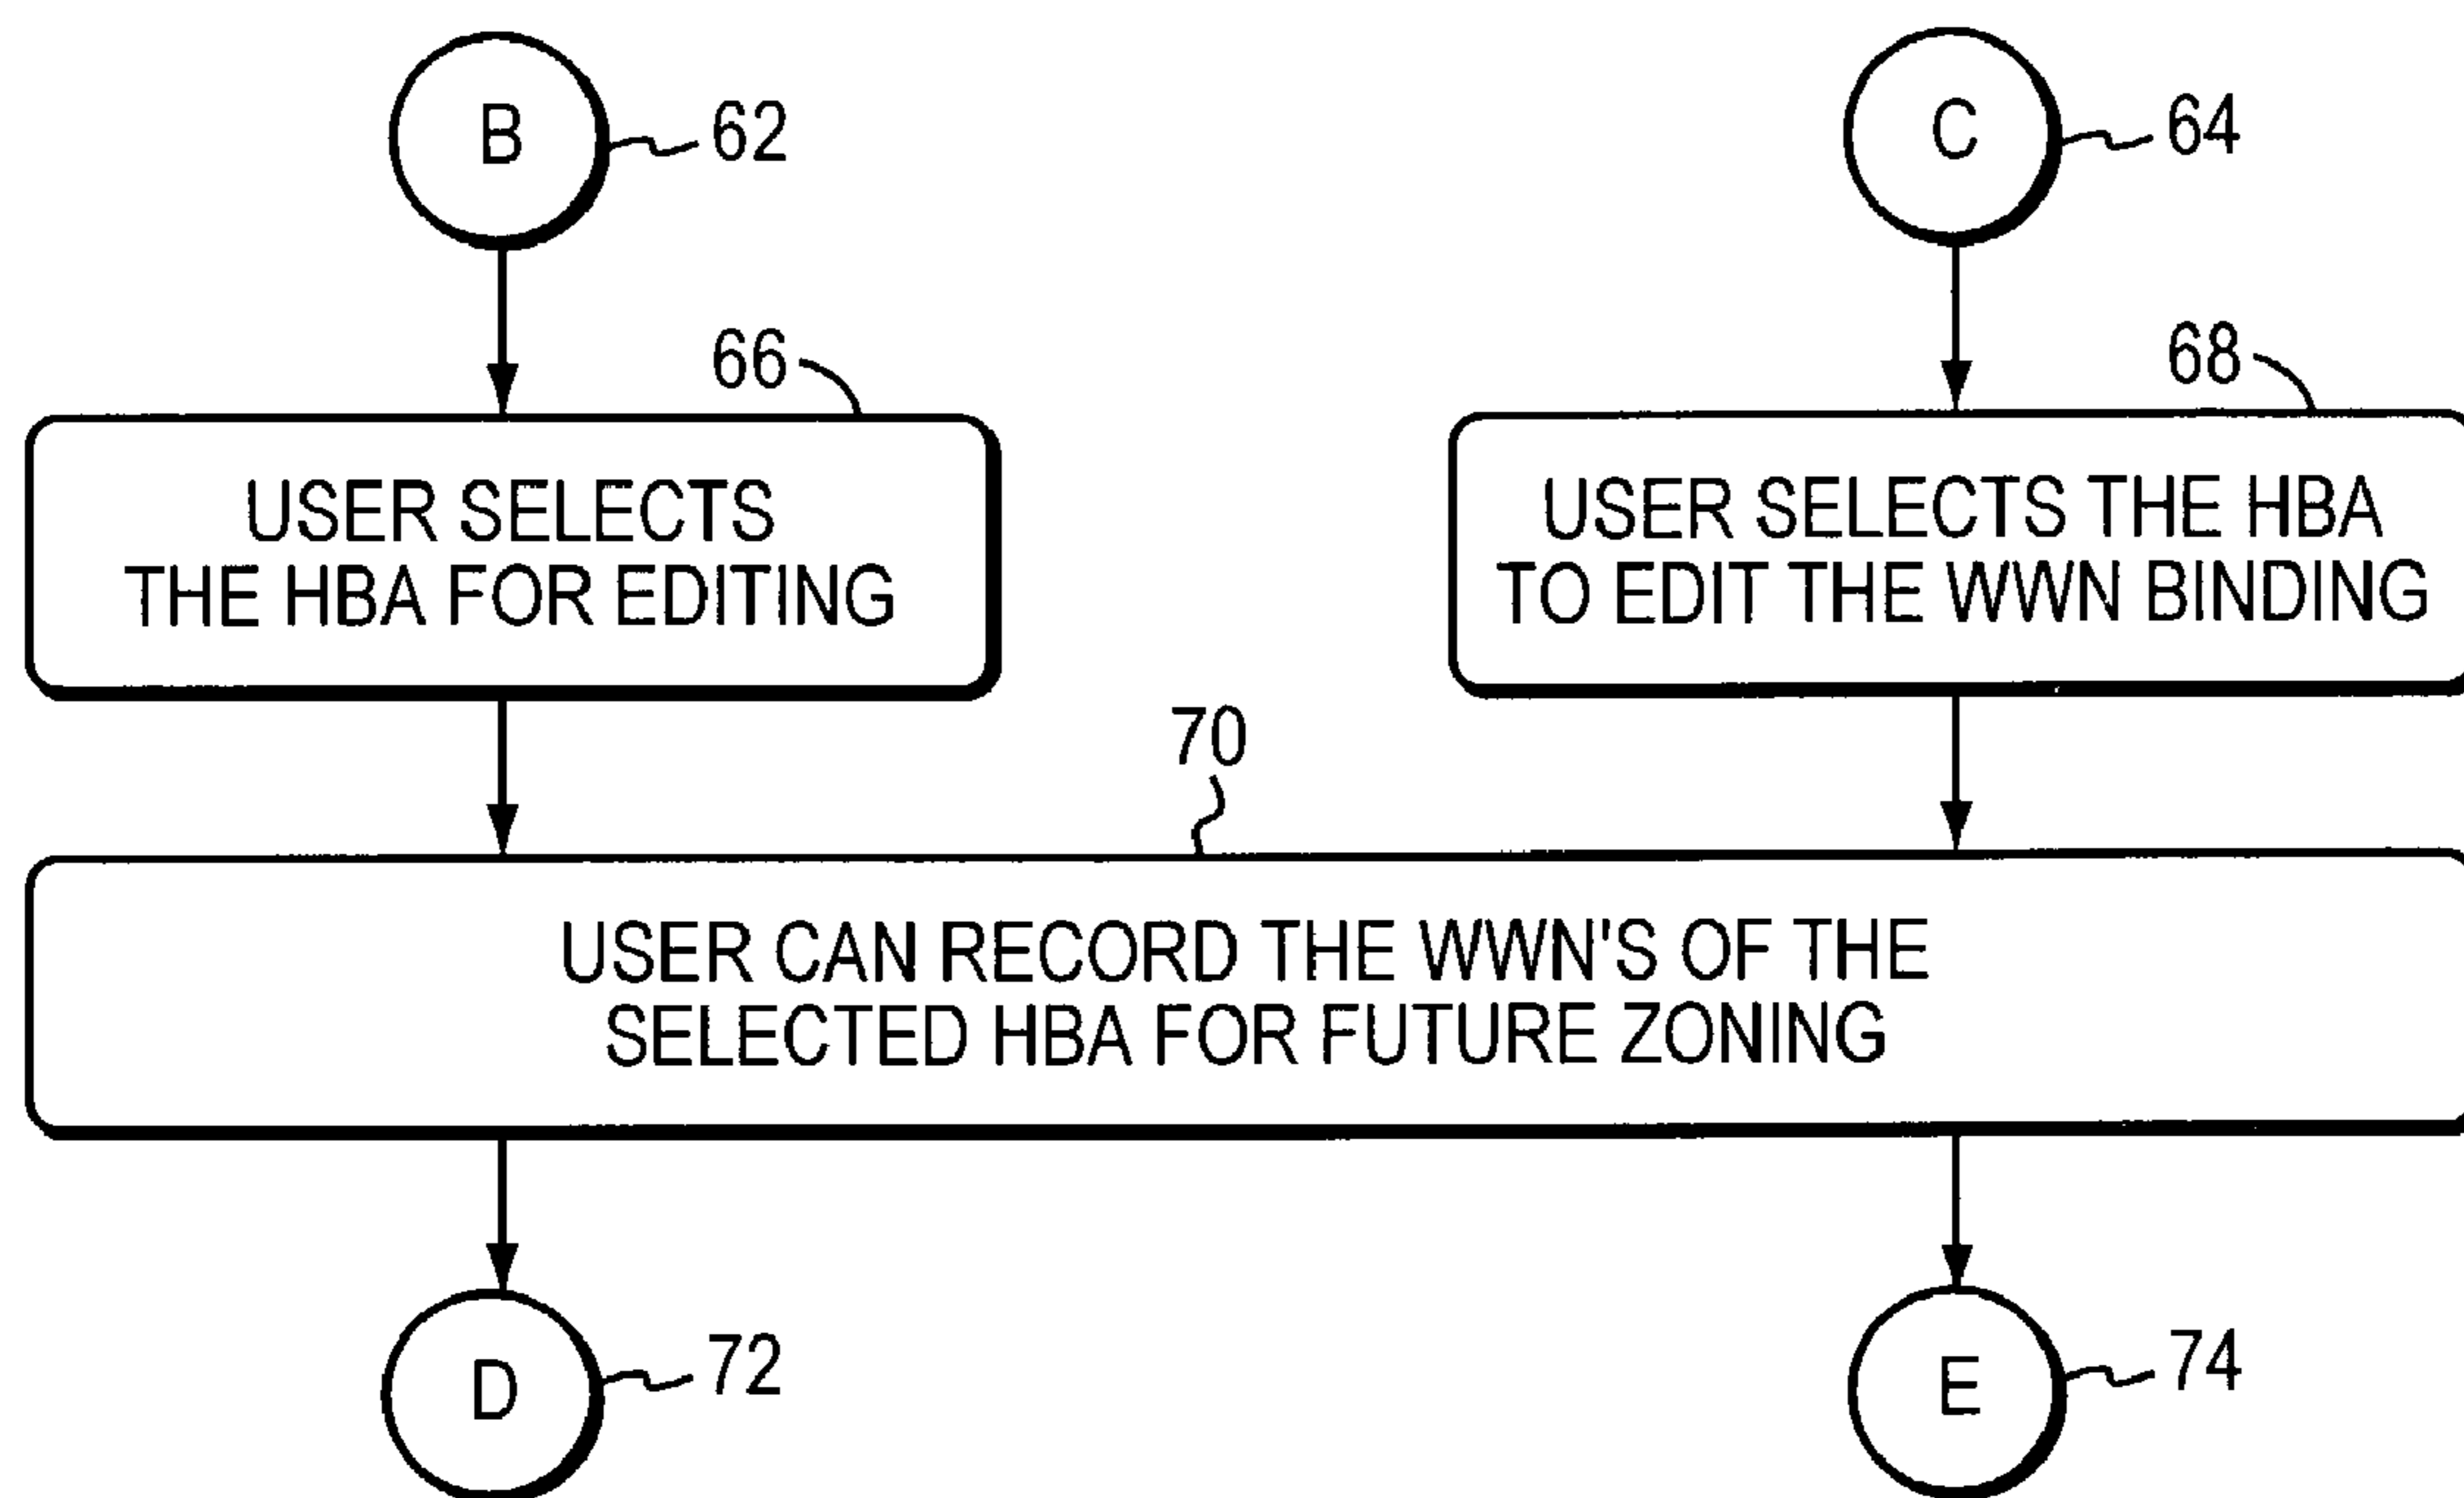 B 62
C 64
66
68
USER SELECTS
THE HBA FOR EDITING
USER SELECTS THE HBA
TO EDIT THE WWN BINDING
70
USER CAN RECORD THE WWN'S OF THE
SELECTED HBA FOR FUTURE ZONING
D 72
E 74